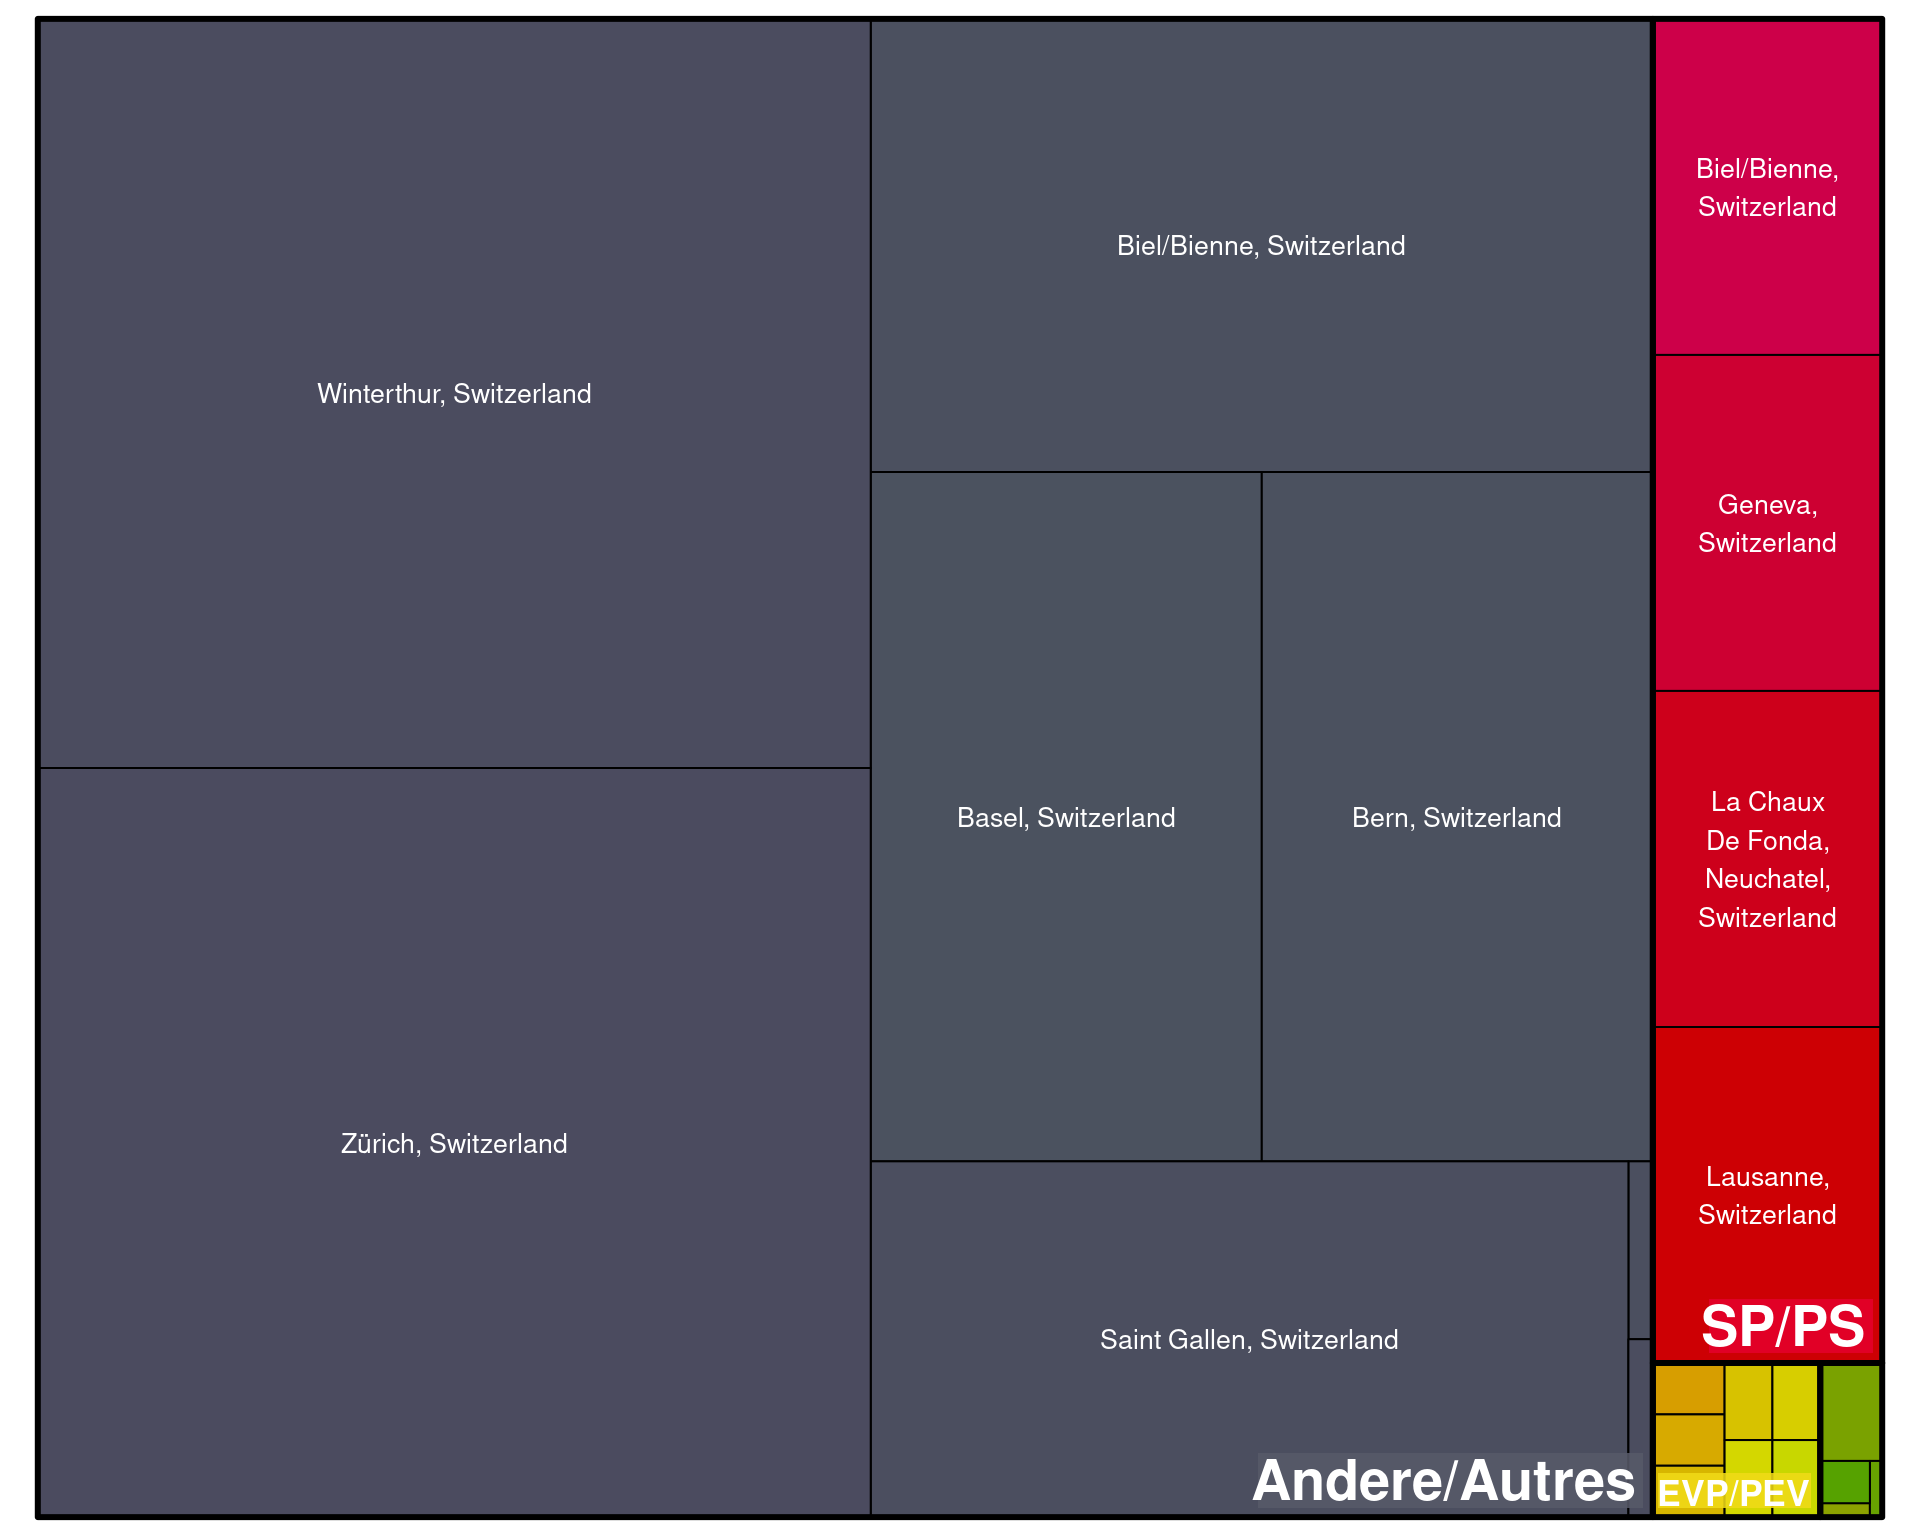 Winterthur, Switzerland
Zürich, Switzerland
Biel/Bienne, Switzerland
Basel, Switzerland
Bern, Switzerland
Saint Gallen, Switzerland
Andere/Autres
Biel/Bienne,
Switzerland
Geneva,
Switzerland
La Chaux
De Fonda,
Neuchatel,
Switzerland
Lausanne,
Switzerland
SP/PS
EVP/PEV